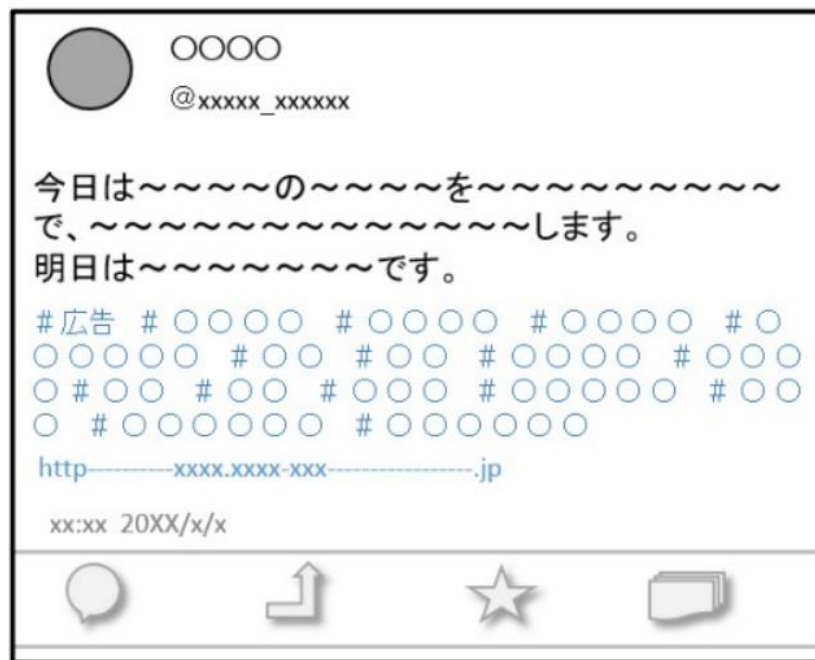 〇〇〇〇
@xxxxx_xxxxxx
今日は～～～～の～～～～を～～～～～～～～～
で、～～～～～～～～～～～～～します。
明日は～～～～～～～です。
#広告 #〇〇〇〇 #〇〇〇〇 #〇〇〇〇 #〇
〇〇〇〇〇 #〇〇 #〇〇 #〇〇〇〇 #〇〇〇
〇#〇〇 #〇〇 #〇〇〇 #〇〇〇〇〇 #〇〇
〇 #〇〇〇〇〇〇 #〇〇〇〇〇〇
http----------xxxx.xxxx-xxx-----------------.jp
xx:xx 20XX/x/x